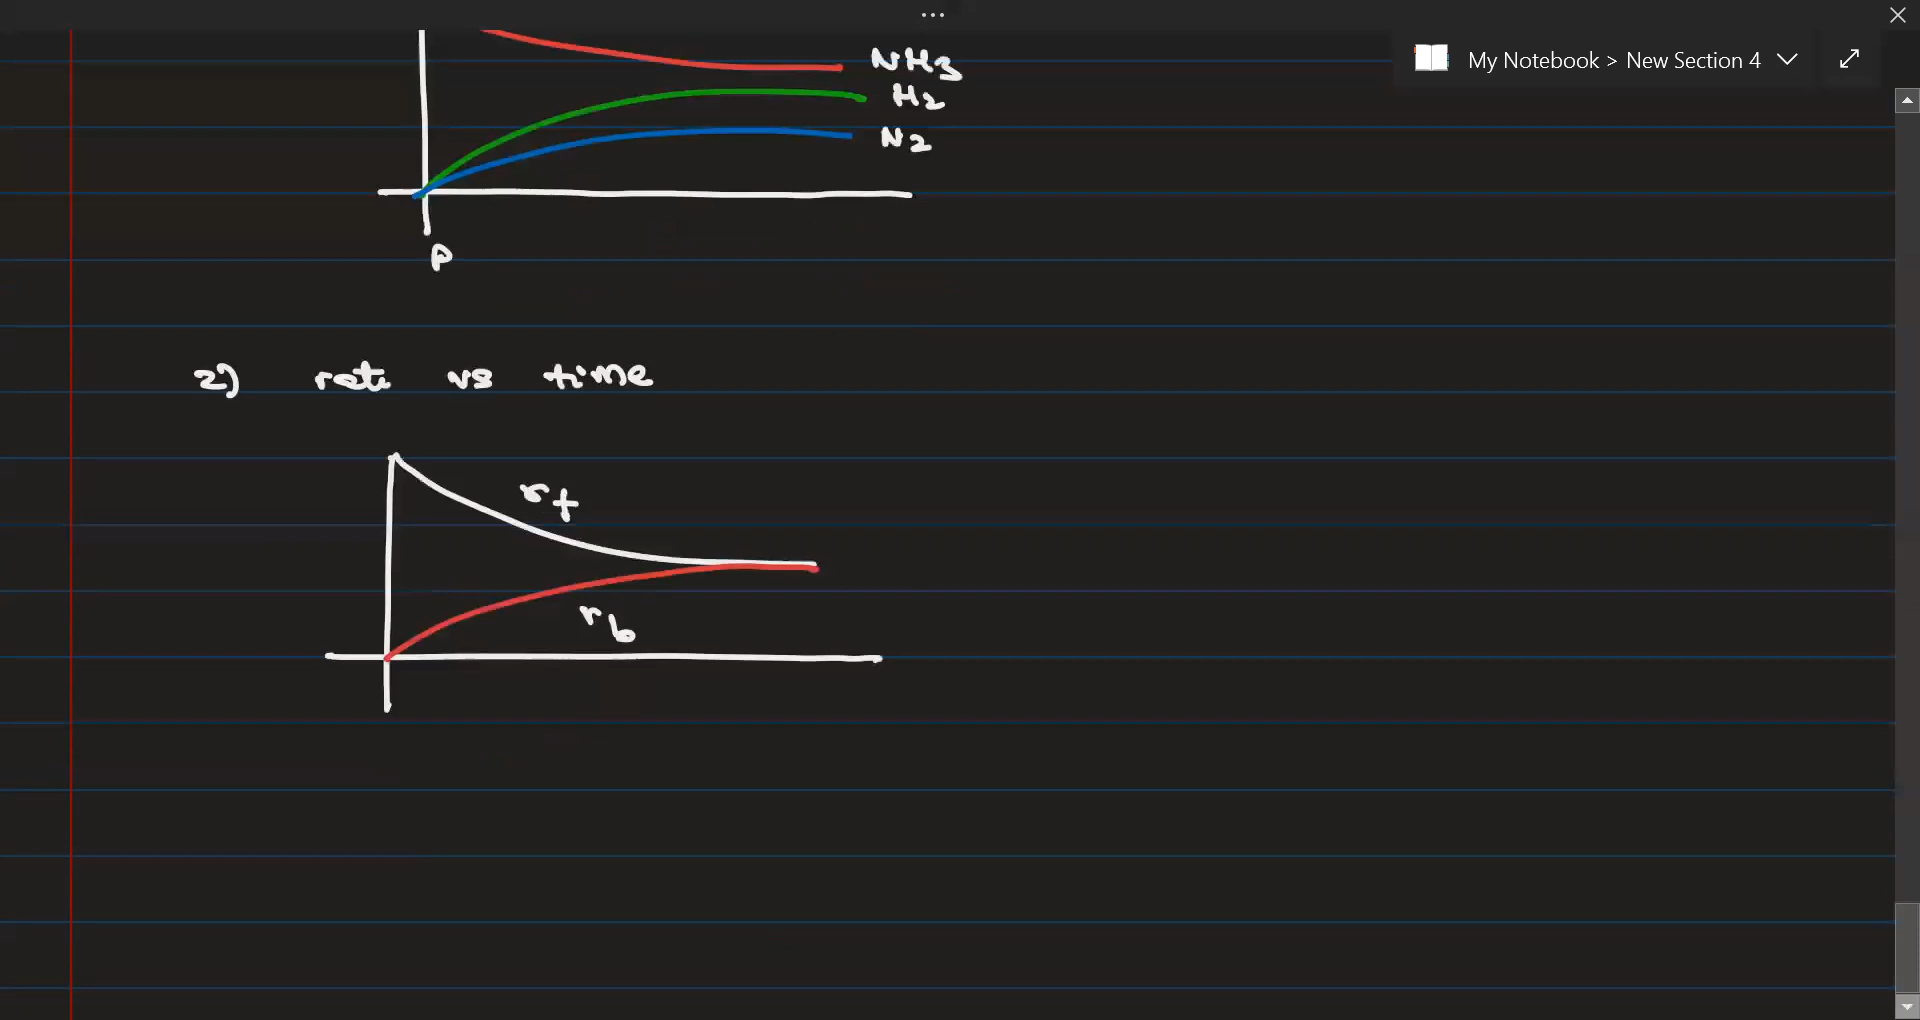 ...
My Notebook > New Section 4
NH3
H2
N2
P
2) rate vs time
rf
rb